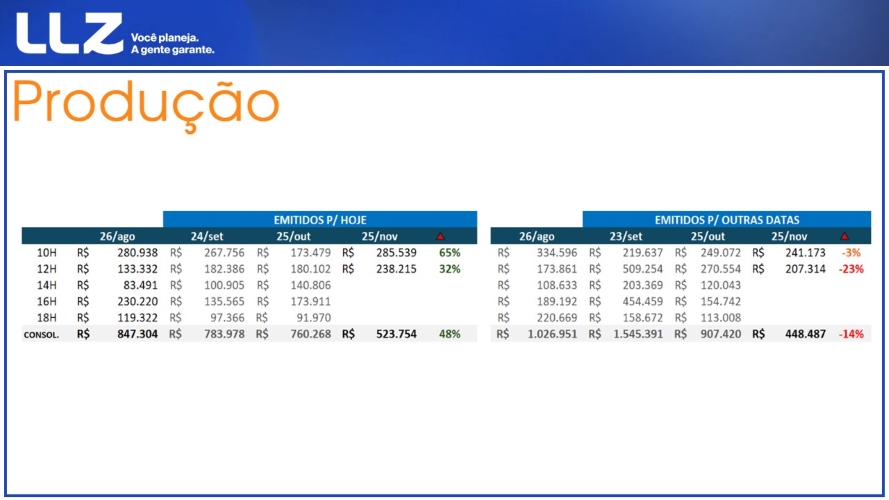 LLZ
Você planeja.
A gente garante.
Produção
EMITIDOS P/ HOJE
26/ago 24/set 25/out 25/nov
10H R$ 280.938 R$ 267.756 R$ 173.479 R$ 285.539 65%
12H R$ 133.332 R$ 182.386 R$ 180.102 R$ 238.215 32%
14H R$ 83.491 R$ 100.905 R$ 140.806
16H R$ 230.220 R$ 135.565 R$ 173.911
18H R$ 119.322 R$ 97.366 R$ 91.970
CONSOL. R$ 847.304 R$ 783.978 R$ 760.268 R$ 523.754 48%
EMITIDOS P/ OUTRAS DATAS
26/ago 23/set 25/out 25/nov
R$ 334.596 R$ 219.637 R$ 249.072 R$ 241.173 -3%
R$ 173.861 R$ 509.254 R$ 270.554 R$ 207.314 -23%
R$ 108.633 R$ 203.369 R$ 120.043
R$ 189.192 R$ 454.459 R$ 154.742
R$ 220.669 R$ 158.672 R$ 113.008
R$ 1.026.951 R$ 1.545.391 R$ 907.420 R$ 448.487 -14%